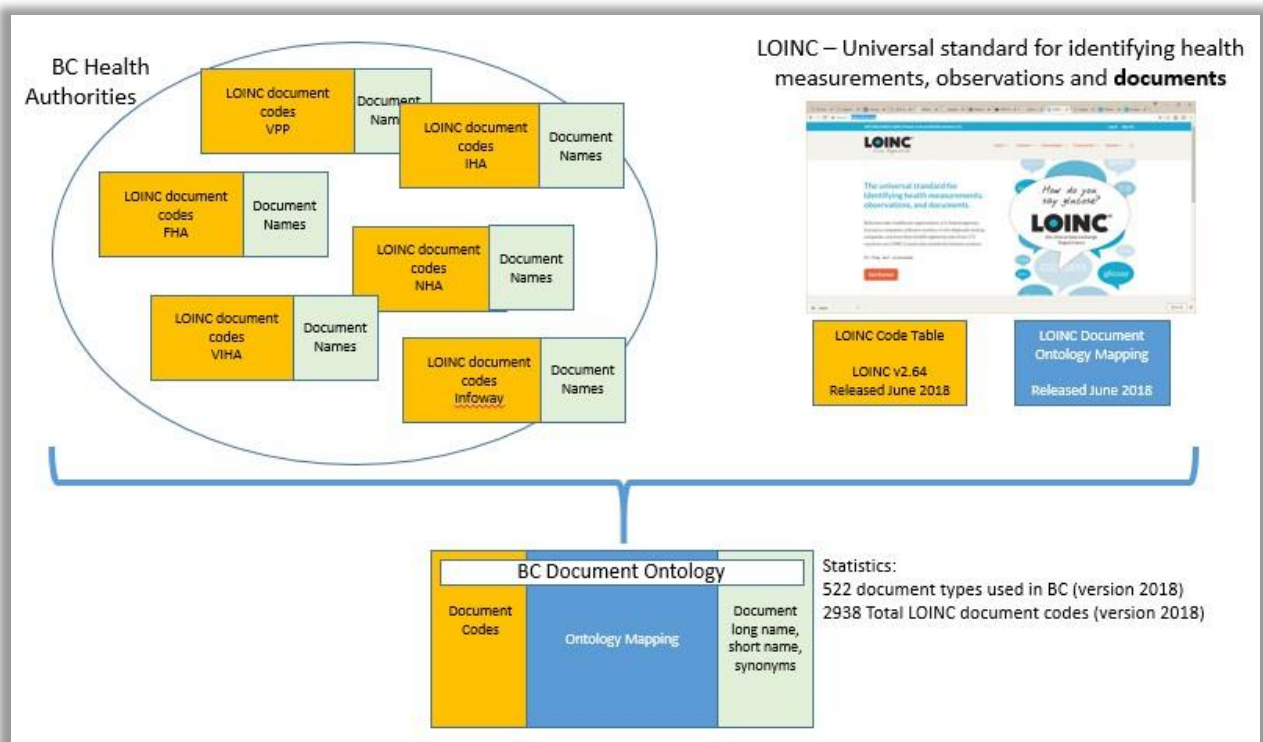 BC Health
Authorities
LOINC document
codes
VPP
Document
Names
LOINC document
codes
IHA
Document
Names
LOINC document
codes
FHA
Document
Names
LOINC document
codes
NHA
Document
Names
LOINC document
codes
VIHA
Document
Names
LOINC document
codes
Infoway
Document
Names
LOINC – Universal standard for identifying health
measurements, observations and documents
LOINC
The universal standard for
identifying health measurements,
observations, and documents.
Get Started
How do you
say glucose?
LOINC
glucose
LOINC Code Table
LOINC v2.64
Released June 2018
LOINC Document
Ontology Mapping
Released June 2018
BC Document Ontology
Document
Codes
Ontology Mapping
Document
long name,
short name,
synonyms
Statistics:
522 document types used in BC (version 2018)
2938 Total LOINC document codes (version 2018)